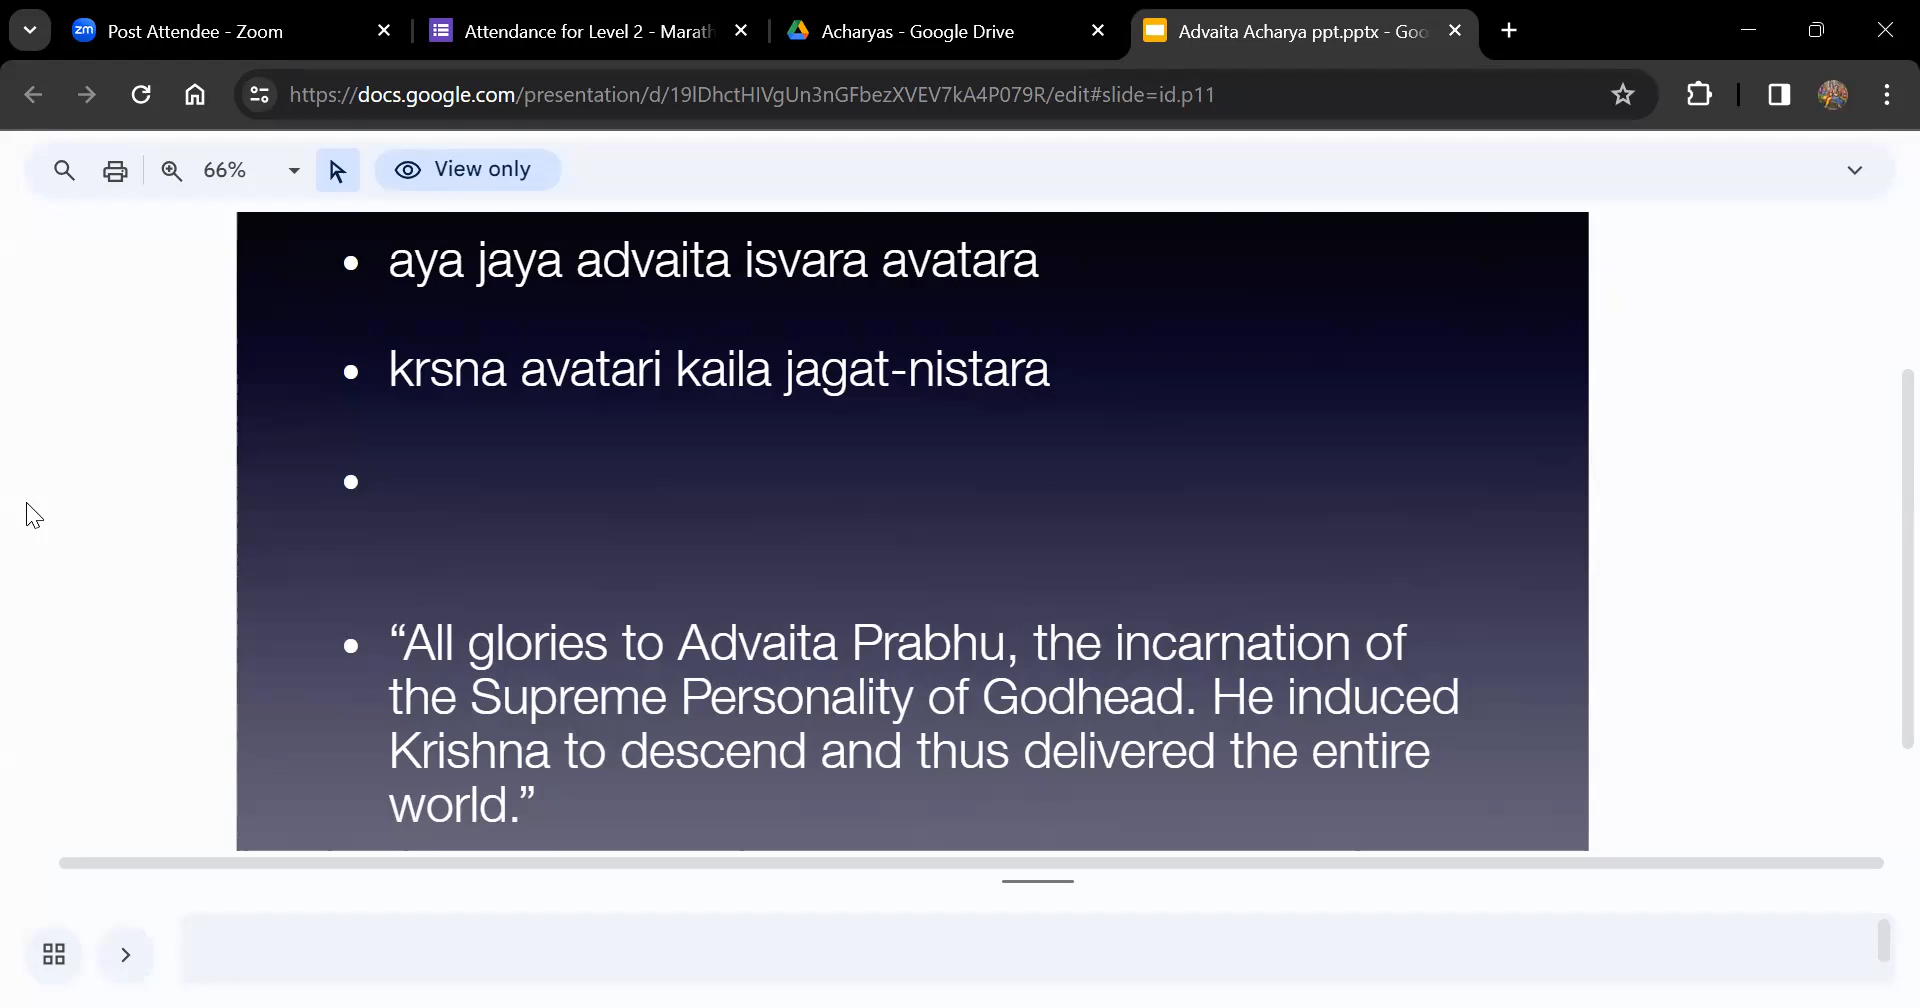 zm Post Attendee - Zoom
Attendance for Level 2 - Marath
Acharyas - Google Drive
Advaita Acharya ppt.pptx - Goo
https://docs.google.com/presentation/d/19IDhctHIVgUn3nGFbezXVEV7kA4P079R/edit#slide=id.p11
66%
View only
• aya jaya advaita isvara avatara
• krsna avatari kaila jagat-nistara
•
• “All glories to Advaita Prabhu, the incarnation of
the Supreme Personality of Godhead. He induced
Krishna to descend and thus delivered the entire
world.”